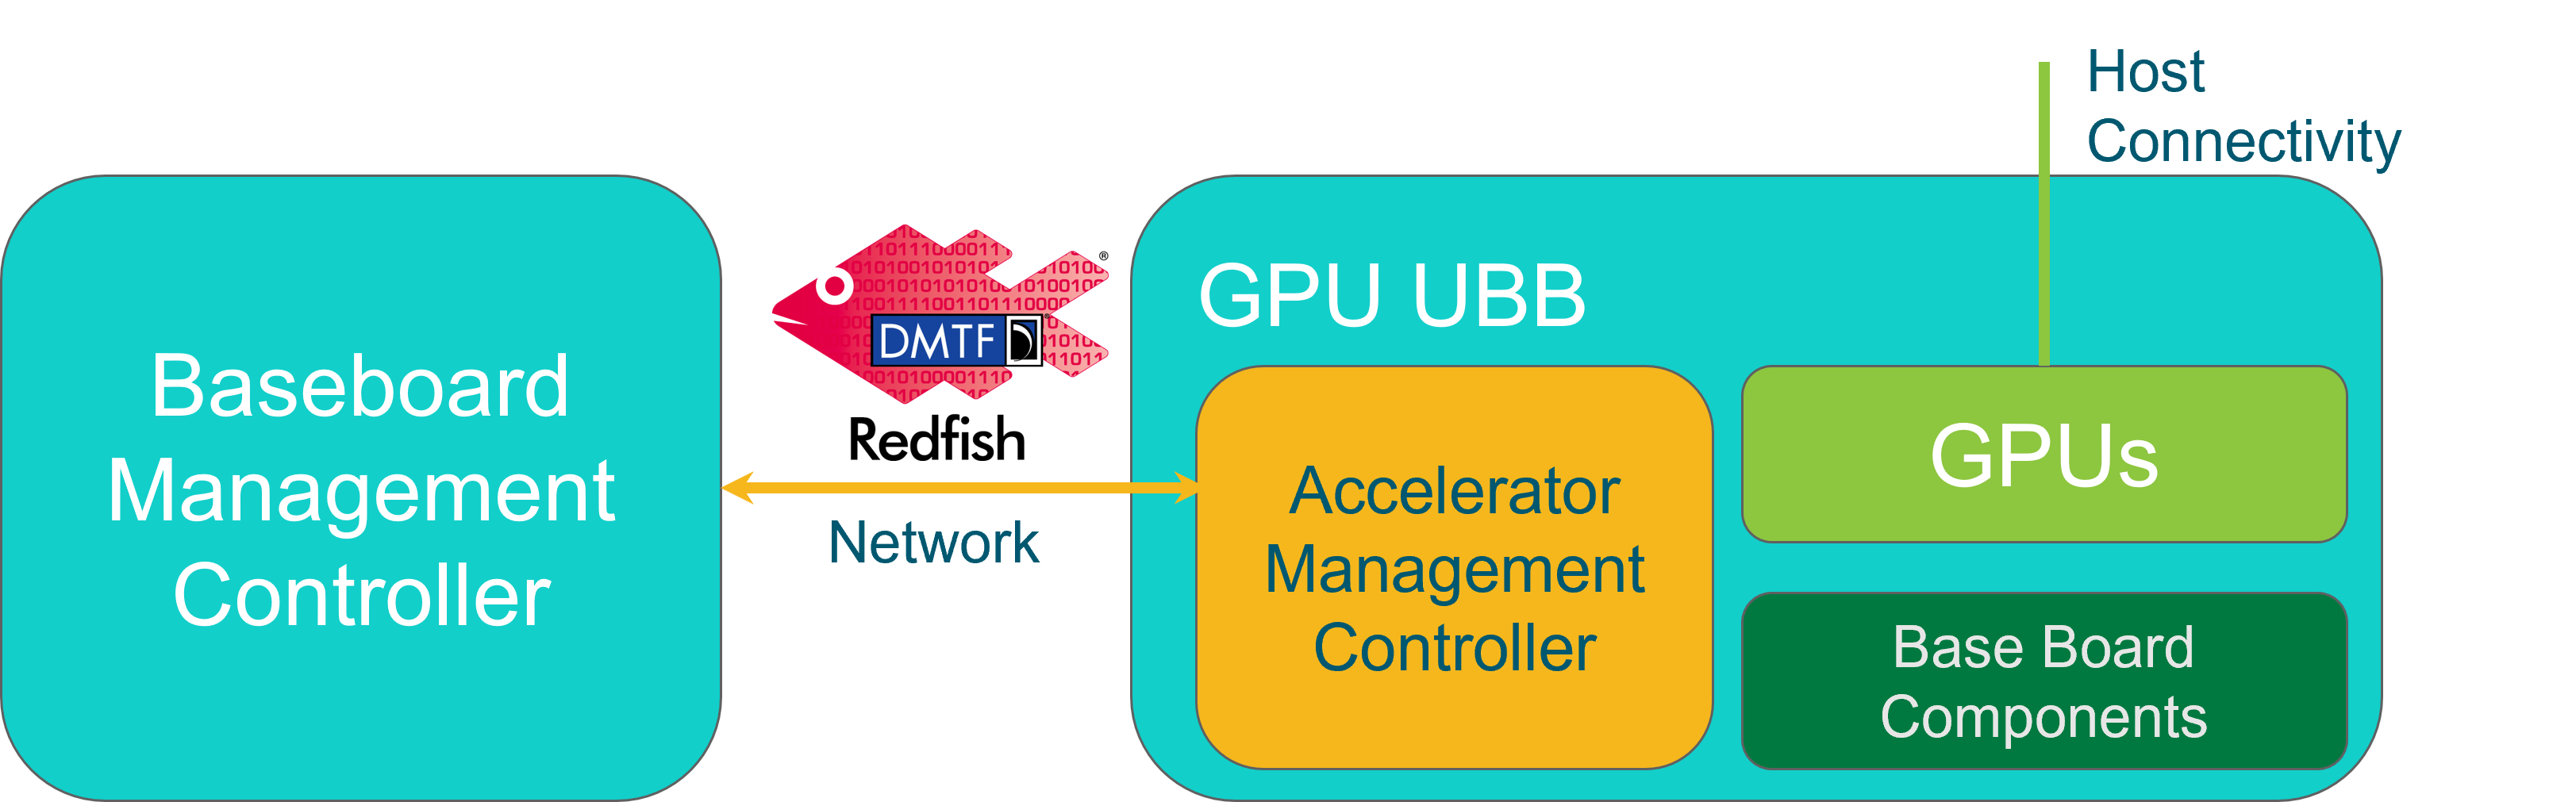 Host
Connectivity
Baseboard
Management
Controller
DMTF
Redfish
®
Network
GPU UBB
Accelerator
Management
Controller
GPUs
Base Board
Components